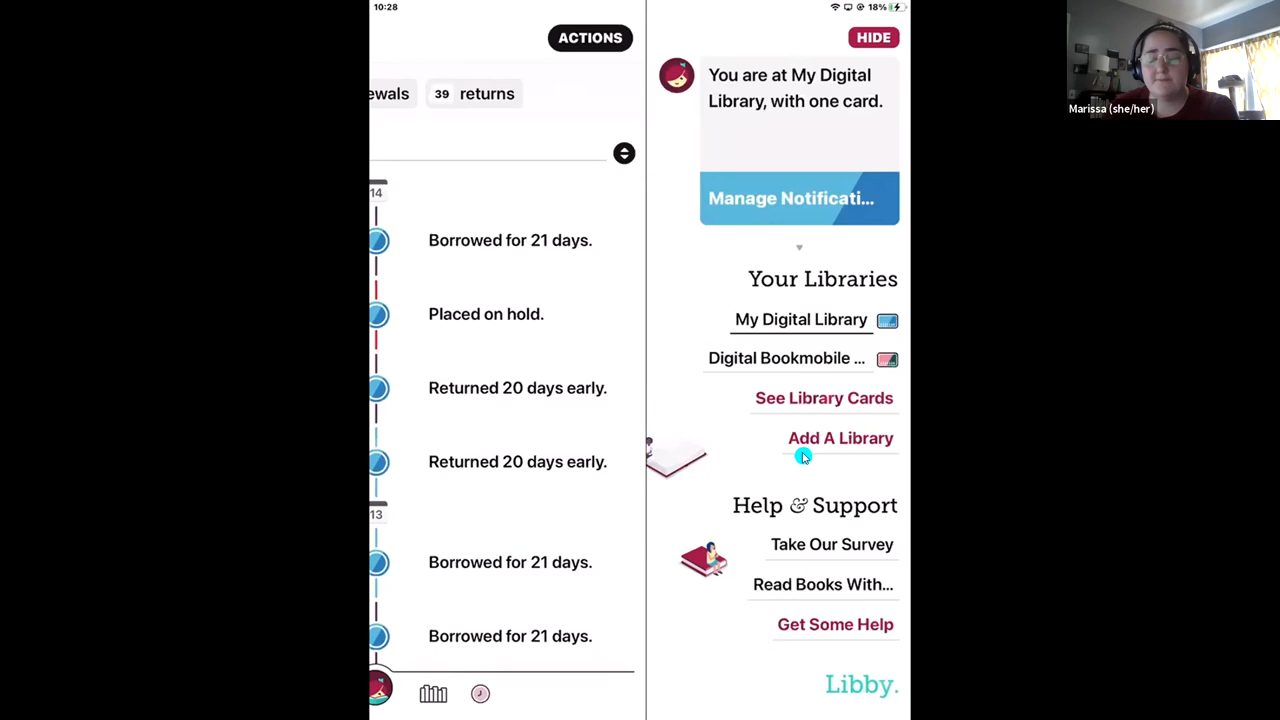 10:28
18%
ACTIONS
ewals
39 returns
14
Borrowed for 21 days.
Placed on hold.
Returned 20 days early.
Returned 20 days early.
13
Borrowed for 21 days.
Borrowed for 21 days.
HIDE
You are at My Digital
Library, with one card.
Manage Notificati...
Your Libraries
My Digital Library
Digital Bookmobile ...
See Library Cards
Add A Library
Help & Support
Take Our Survey
Read Books With...
Get Some Help
Libby.
Marissa (she/her)